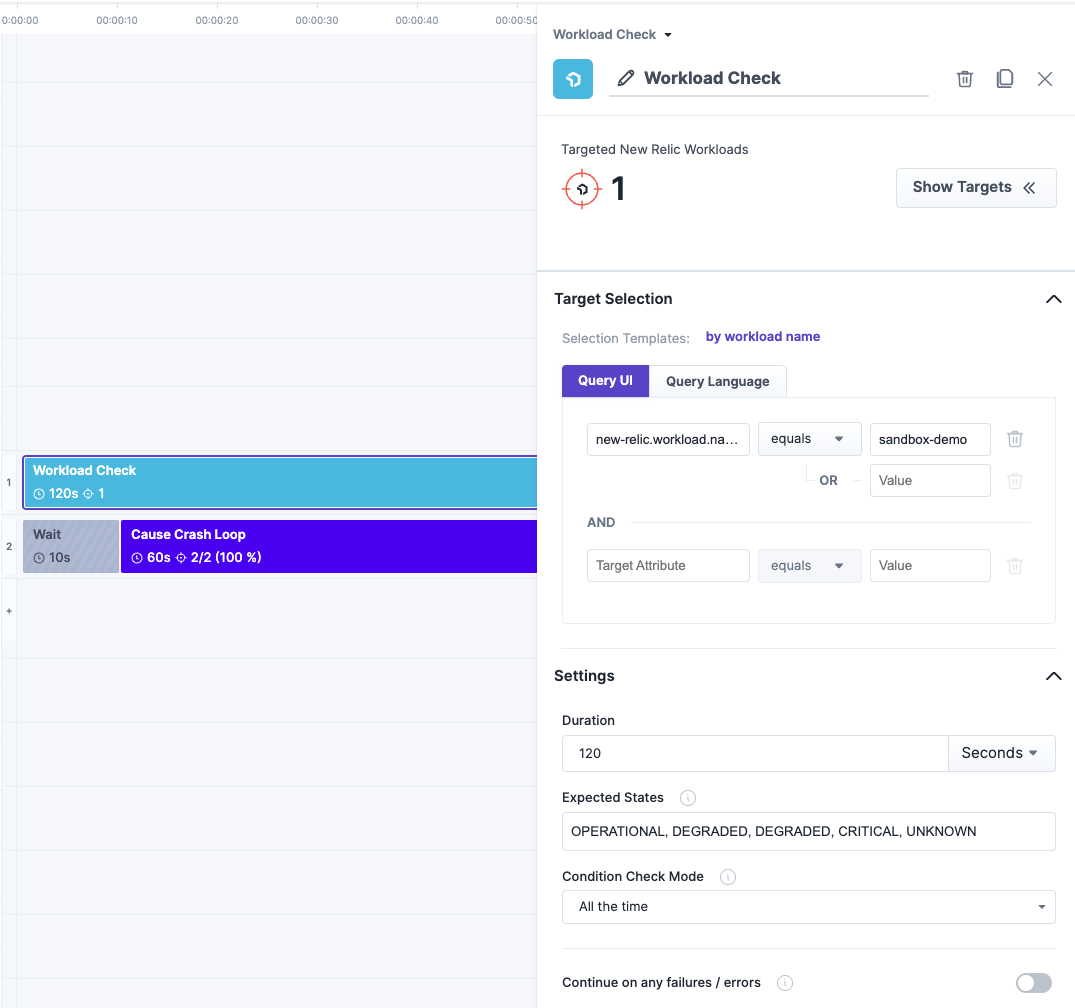 0:00:00 00:00:10 00:00:20 00:00:30 00:00:40 00:00:50
1
Workload Check
120s 1
2
Wait
10s
Cause Crash Loop
60s 2/2 (100 %)
+
Workload Check
Workload Check
Targeted New Relic Workloads
1
Show Targets
Target Selection
Selection Templates: by workload name
Query UI Query Language
new-relic.workload.na... equals sandbox-demo
OR Value
AND
Target Attribute equals Value
Settings
Duration
120 Seconds
Expected States
OPERATIONAL, DEGRADED, DEGRADED, CRITICAL, UNKNOWN
Condition Check Mode
All the time
Continue on any failures / errors